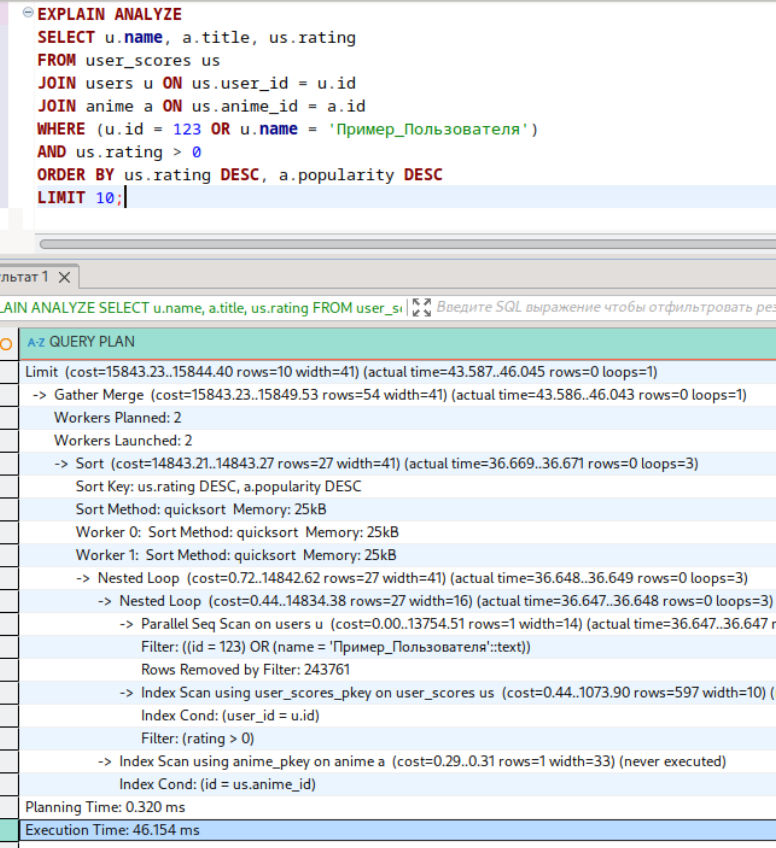 EXPLAIN ANALYZE
SELECT u.name, a.title, us.rating
FROM user_scores us
JOIN users u ON us.user_id = u.id
JOIN anime a ON us.anime_id = a.id
WHERE (u.id = 123 OR u.name = 'Пример_Пользователя')
AND us.rating > 0
ORDER BY us.rating DESC, a.popularity DESC
LIMIT 10;
льтат 1
LAIN ANALYZE SELECT u.name, a.title, us.rating FROM user_s Введите SQL выражение чтобы отфильтровать рез
A-Z QUERY PLAN
Limit (cost=15843.23..15844.40 rows=10 width=41) (actual time=43.587..46.045 rows=0 loops=1)
-> Gather Merge (cost=15843.23..15849.53 rows=54 width=41) (actual time=43.586..46.043 rows=0 loops=1)
Workers Planned: 2
Workers Launched: 2
-> Sort (cost=14843.21..14843.27 rows=27 width=41) (actual time=36.669..36.671 rows=0 loops=3)
Sort Key: us.rating DESC, a.popularity DESC
Sort Method: quicksort Memory: 25kB
Worker 0: Sort Method: quicksort Memory: 25kB
Worker 1: Sort Method: quicksort Memory: 25kB
-> Nested Loop (cost=0.72..14842.62 rows=27 width=41) (actual time=36.648..36.649 rows=0 loops=3)
-> Nested Loop (cost=0.44..14834.38 rows=27 width=16) (actual time=36.647..36.648 rows=0 loops=3)
-> Parallel Seq Scan on users u (cost=0.00..13754.51 rows=1 width=14) (actual time=36.647..36.647 r
Filter: ((id = 123) OR (name = 'Пример_Пользователя'::text))
Rows Removed by Filter: 243761
-> Index Scan using user_scores_pkey on user_scores us (cost=0.44..1073.90 rows=597 width=10) (
Index Cond: (user_id = u.id)
Filter: (rating > 0)
-> Index Scan using anime_pkey on anime a (cost=0.29..0.31 rows=1 width=33) (never executed)
Index Cond: (id = us.anime_id)
Planning Time: 0.320 ms
Execution Time: 46.154 ms